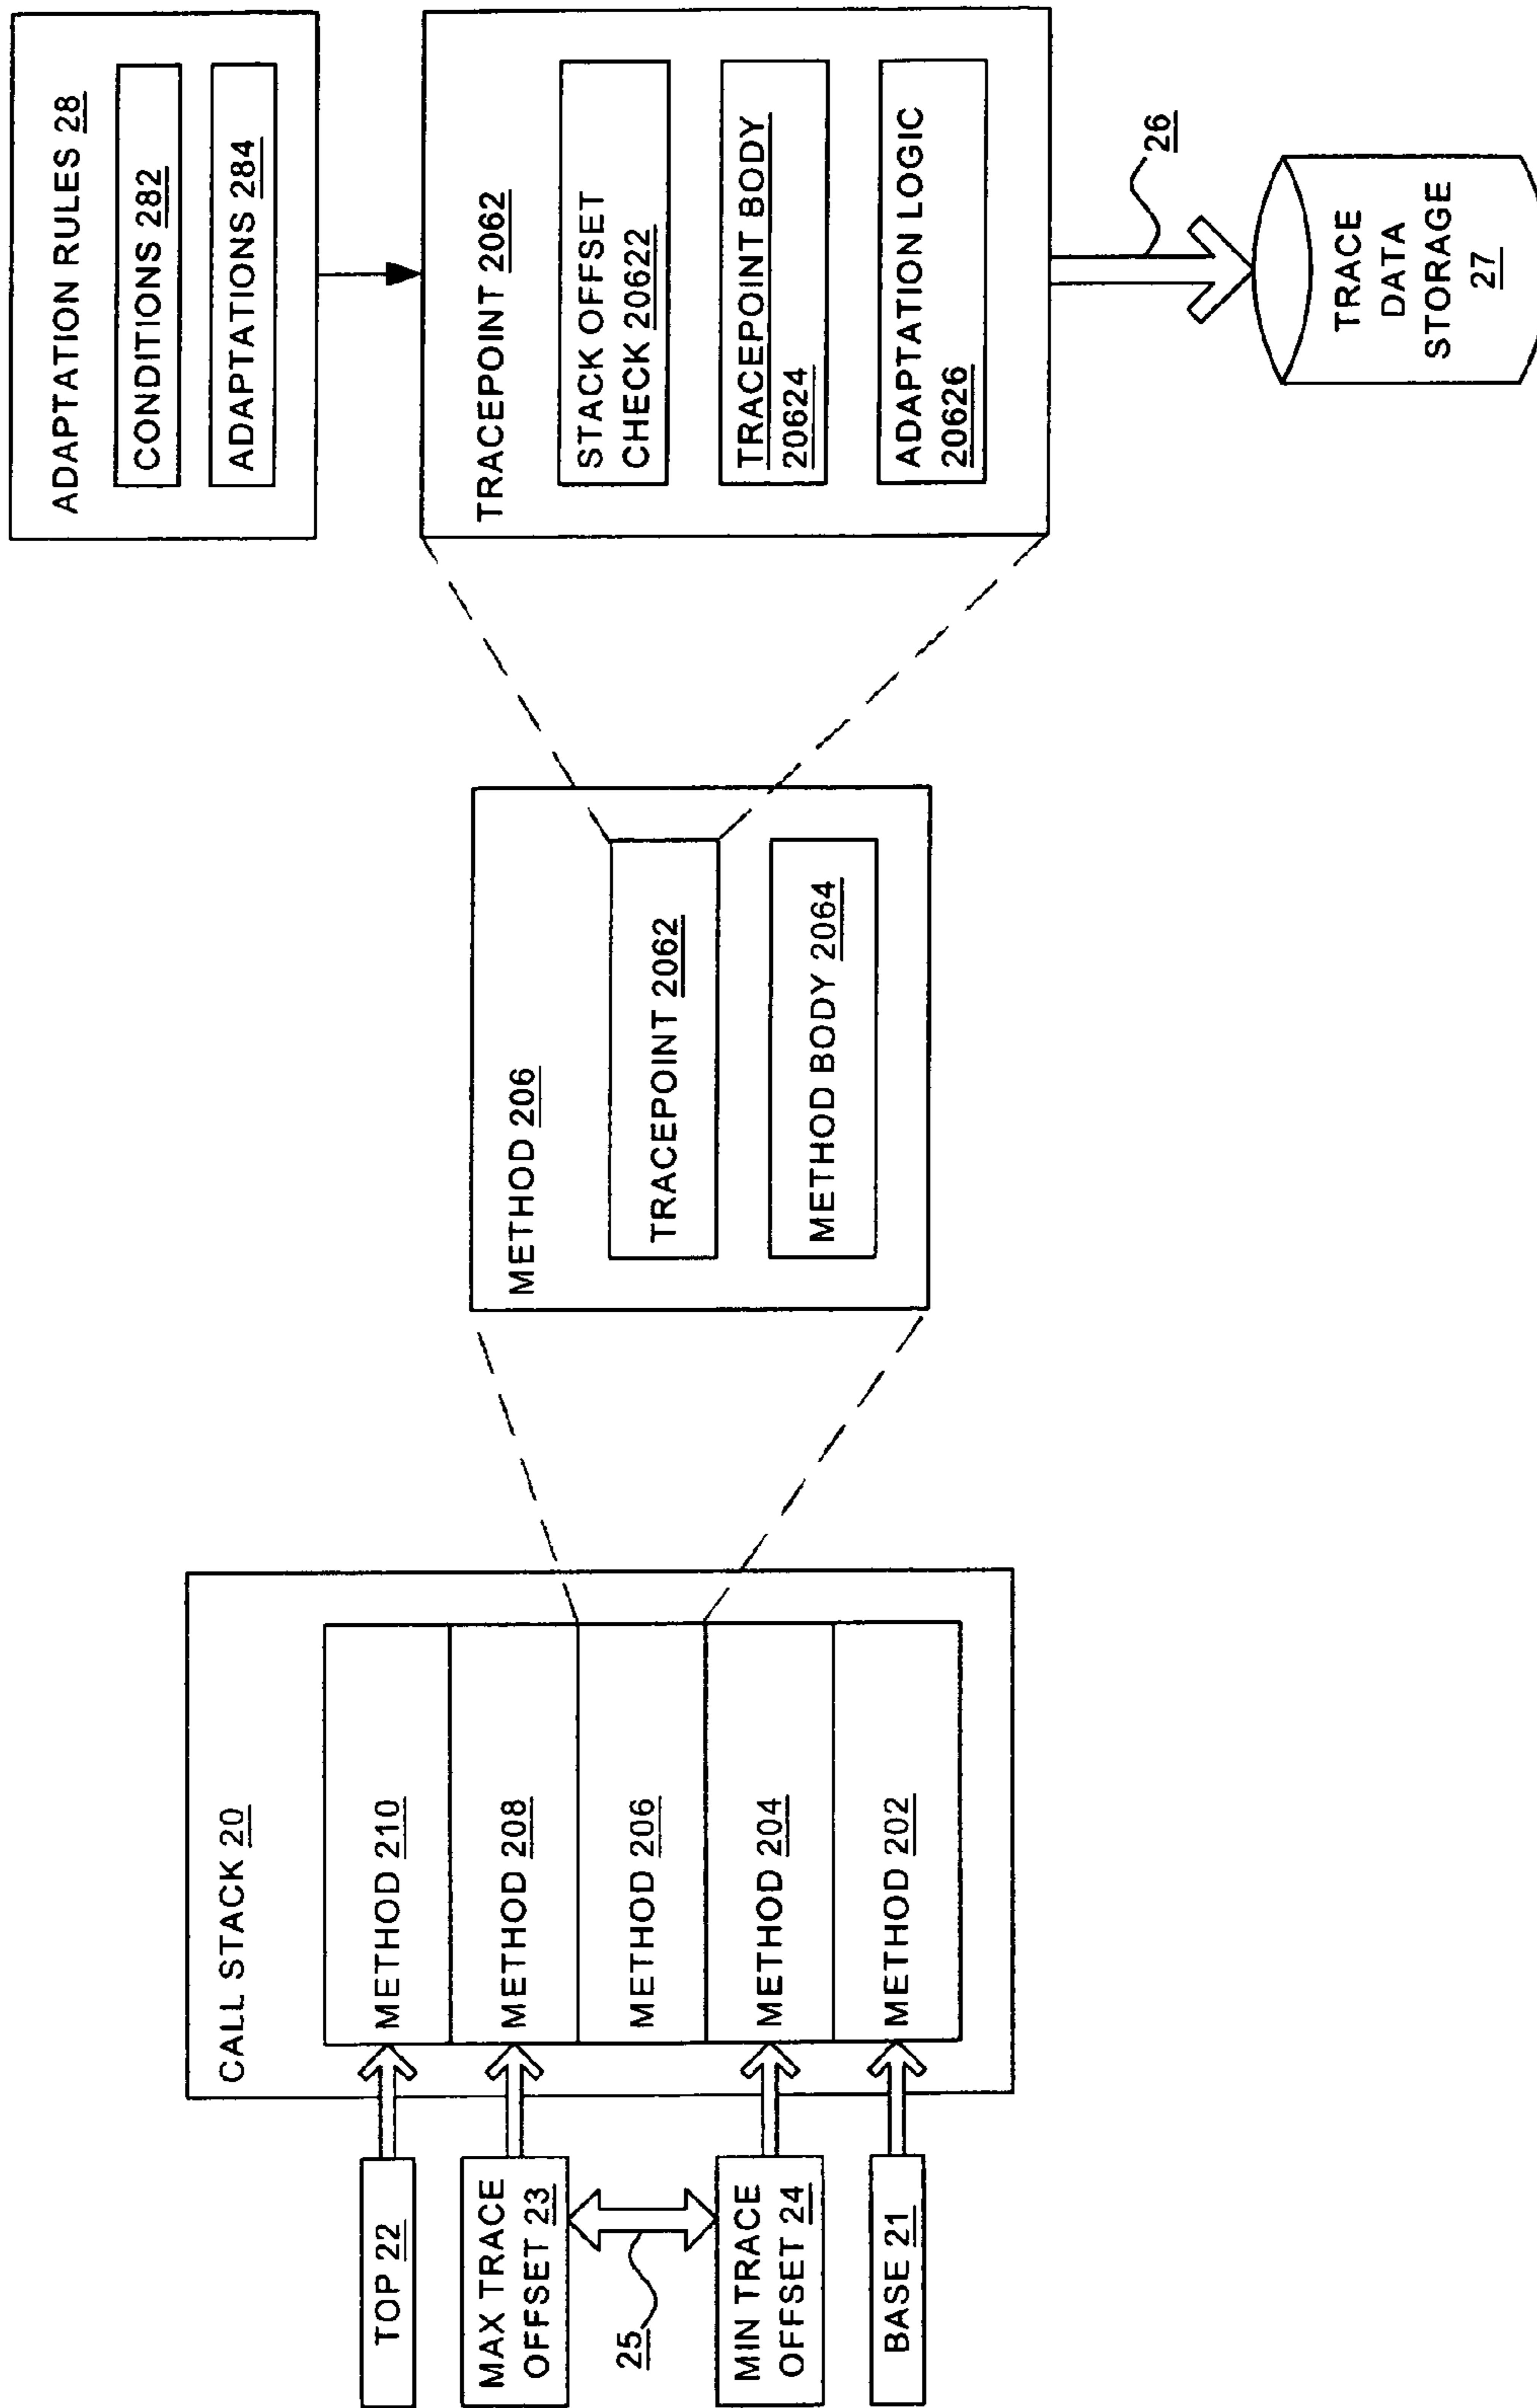 CALL STACK 20
TOP 22
METHOD 210
MAX TRACE
OFFSET 23
METHOD 208
25
METHOD 206
MIN TRACE
OFFSET 24
METHOD 204
BASE 21
METHOD 202
METHOD 206
TRACEPOINT 2062
METHOD BODY 2064
ADAPTATION RULES 28
CONDITIONS 282
ADAPTATIONS 284
TRACEPOINT 2062
STACK OFFSET
CHECK 20622
TRACEPOINT BODY
20624
ADAPTATION LOGIC
20626
26
TRACE
DATA
STORAGE
27